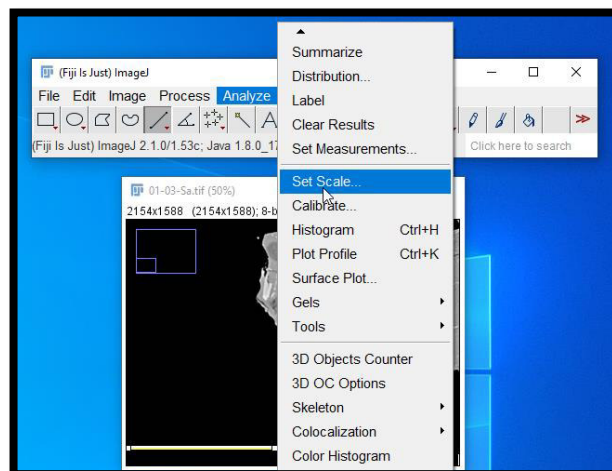 Summarize
Distribution...
(Fiji Is Just) ImageJ
Label
File Edit Image Process Analyze
Clear Results
Set Measurements...
(Fiji Is Just) ImageJ 2.1.0/1.53c; Java 1.8.0_17
Click here to search
Set Scale...
01-03-Sa.tif (50%)
Calibrate...
2154x1588 (2154x1588); 8-b
Histogram Ctrl+H
Plot Profile Ctrl+K
Surface Plot...
Gels
Tools
3D Objects Counter
3D OC Options
Skeleton
Colocalization
Color Histogram